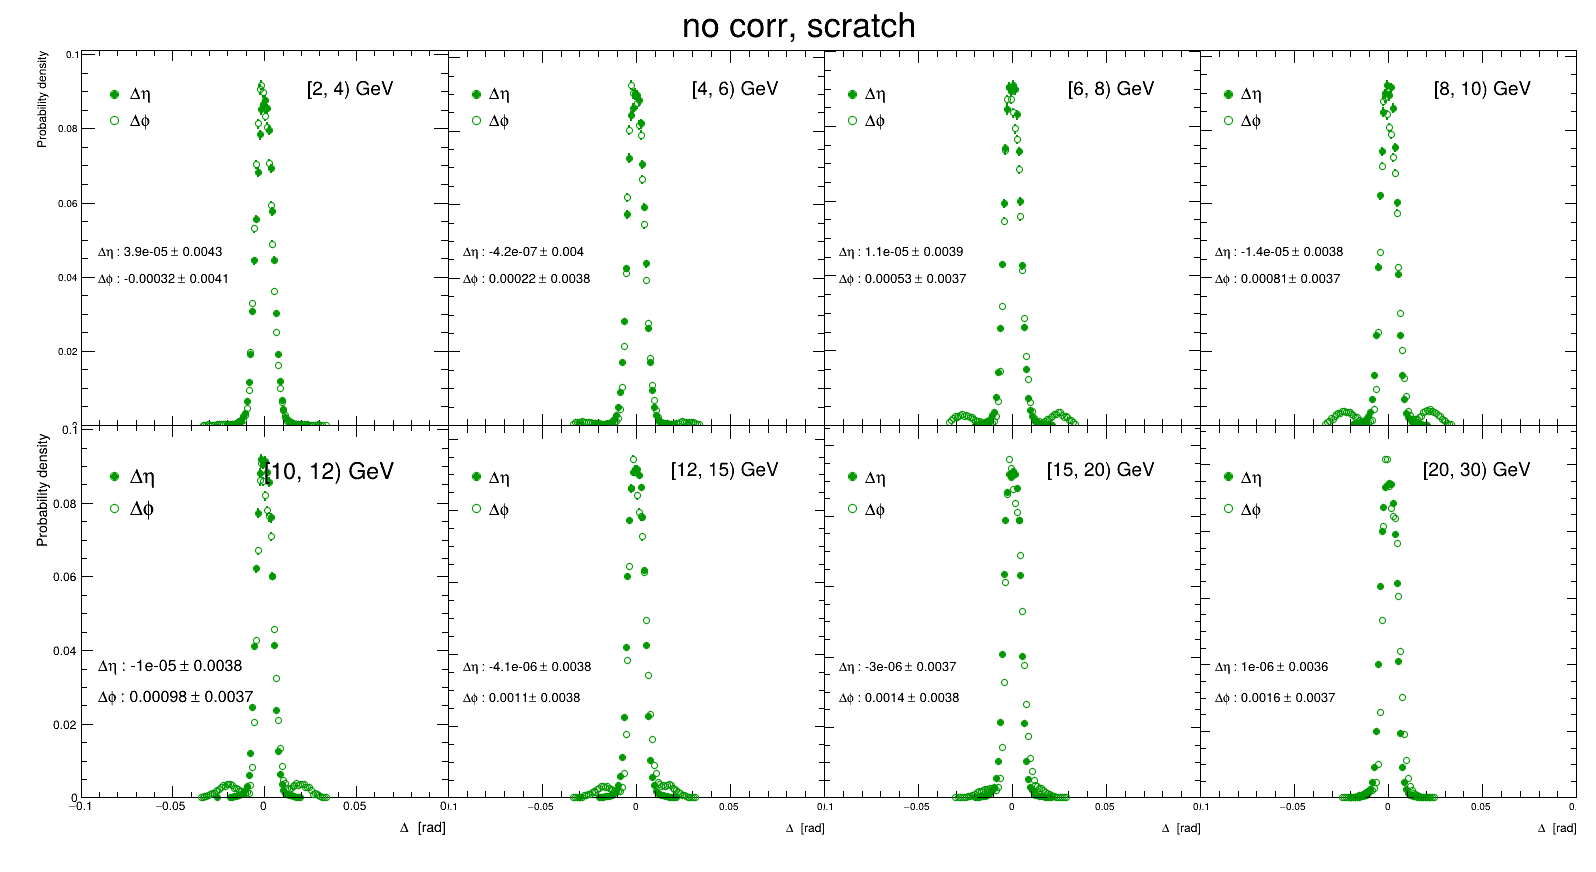 no corr, scratch
Probability density
0.1
0.08
0.06
0.04
0.02
Δη
Δϕ
[2, 4) GeV
Δη : 3.9e-05 ± 0.0043
Δϕ : -0.00032 ± 0.0041
Δη
Δϕ
[4, 6) GeV
Δη : -4.2e-07 ± 0.004
Δϕ : 0.00022 ± 0.0038
Δη
Δϕ
[6, 8) GeV
Δη : 1.1e-05 ± 0.0039
Δϕ : 0.00053 ± 0.0037
Δη
Δϕ
[8, 10) GeV
Δη : -1.4e-05 ± 0.0038
Δϕ : 0.00081 ± 0.0037
Probability density
0.1
0.08
0.06
0.04
0.02
0
Δη
Δϕ
[10, 12) GeV
Δη : -1e-05 ± 0.0038
Δϕ : 0.00098 ± 0.0037
−0.1 −0.05 0 0.05
Δ [rad]
Δη
Δϕ
[12, 15) GeV
Δη : -4.1e-06 ± 0.0038
Δϕ : 0.0011 ± 0.0038
0.1 −0.05 0 0.05
Δ [rad]
Δη
Δϕ
[15, 20) GeV
Δη : -3e-06 ± 0.0037
Δϕ : 0.0014 ± 0.0038
0.1 −0.05 0 0.05
Δ [rad]
Δη
Δϕ
[20, 30) GeV
Δη : 1e-06 ± 0.0036
Δϕ : 0.0016 ± 0.0037
0.1 −0.05 0 0.05 0.
Δ [rad]